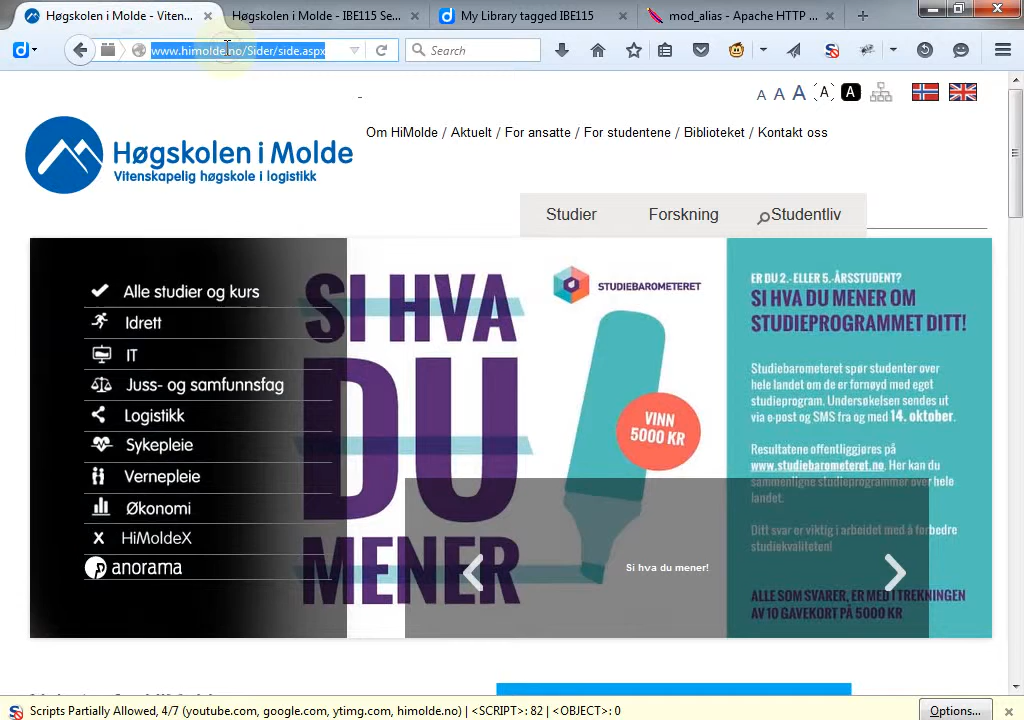 Høgskolen i Molde - Viten...
Høgskolen i Molde - IBE115 Se...
My Library tagged IBE115
mod_alias - Apache HTTP ...
www.himolde.no/Sider/side.aspx
Search
A A A A A
Om HiMolde / Aktuelt / For ansatte / For studentene / Biblioteket / Kontakt oss
Høgskolen i Molde
Vitenskapelig høgskole i logistikk
Studier
Forskning
Studentliv
Alle studier og kurs
Idrett
IT
Juss- og samfunnsfag
Logistikk
Sykepleie
Vernepleie
Økonomi
X HiMoldeX
anorama
SI HVA
DU
MENER
STUDIEBAROMETERET
VINN
5000 KR
Si hva du mener!
ER DU 2.- ELLER 5.-ÅRSSTUDENT?
SI HVA DU MENER OM
STUDIEPROGRAMMET DITT!
Studiebarometeret spør studenter over
hele landet om de er fornøyd med eget
studieprogram. Undersøkelsen sendes ut
via e-post og SMS fra og med 14. oktober.
Resultatene offentliggjøres på
www.studiebarometeret.no. Her kan du
sammenligne studieprogrammer over hele
landet.
Ditt svar er viktig i arbeidet med å forbedre
studiekvaliteten!
ALLE SOM SVARER, ER MED I TREKNINGEN
AV 10 GAVEKORT PÅ 5000 KR
Scripts Partially Allowed, 4/7 (youtube.com, google.com, ytimg.com, himolde.no) | <SCRIPT>: 82 | <OBJECT>: 0
Options...